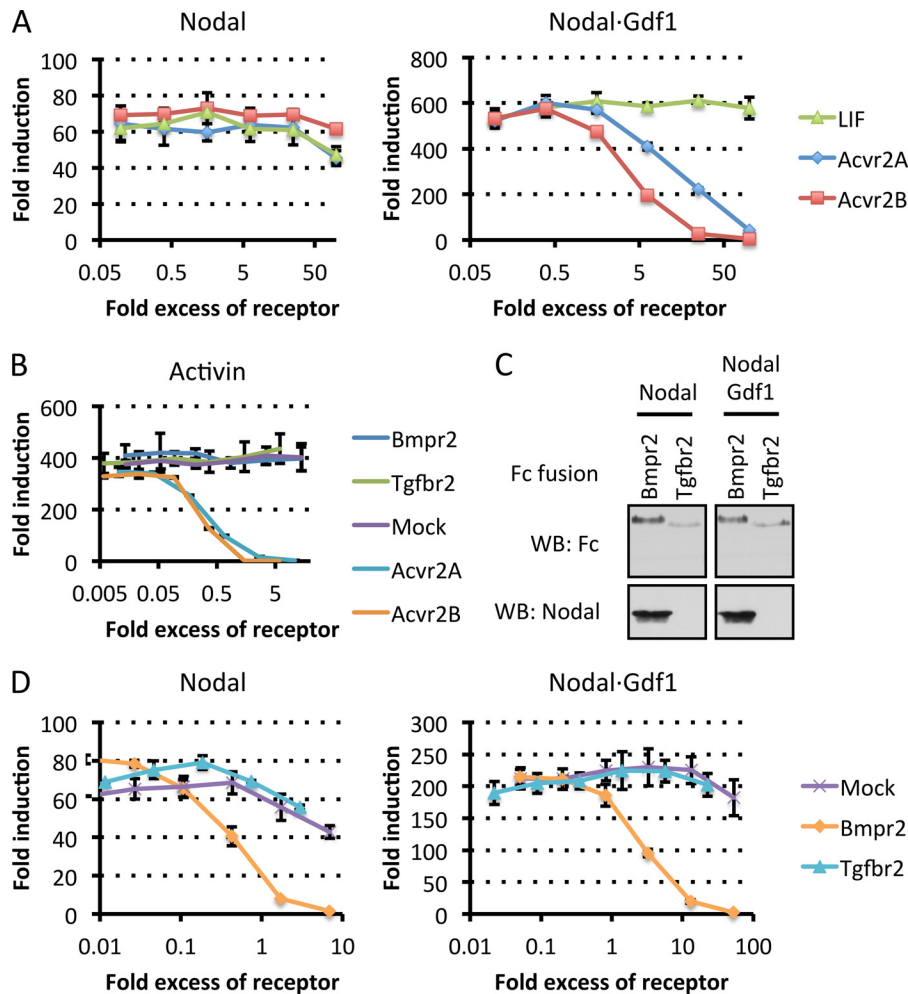 A
Nodal
Nodal·Gdf1
Fold induction
100
80
60
40
20
0
0.05
0.5
5
50
Fold excess of receptor
Fold induction
800
600
400
200
0
0.05
0.5
5
50
Fold excess of receptor
LIF
Acvr2A
Acvr2B
B
Activin
Fold induction
600
400
200
0
0.005
0.05
0.5
5
Fold excess of receptor
Bmpr2
Tgfbr2
Mock
Acvr2A
Acvr2B
C
Nodal
Nodal
Gdf1
Fc fusion
Bmpr2
Tgfbr2
Bmpr2
Tgfbr2
WB: Fc
WB: Nodal
D
Nodal
Nodal·Gdf1
Fold induction
100
80
60
40
20
0
0.01
0.1
1
10
Fold excess of receptor
Fold induction
300
250
200
150
100
50
0
0.01
0.1
1
10
100
Fold excess of receptor
Mock
Bmpr2
Tgfbr2